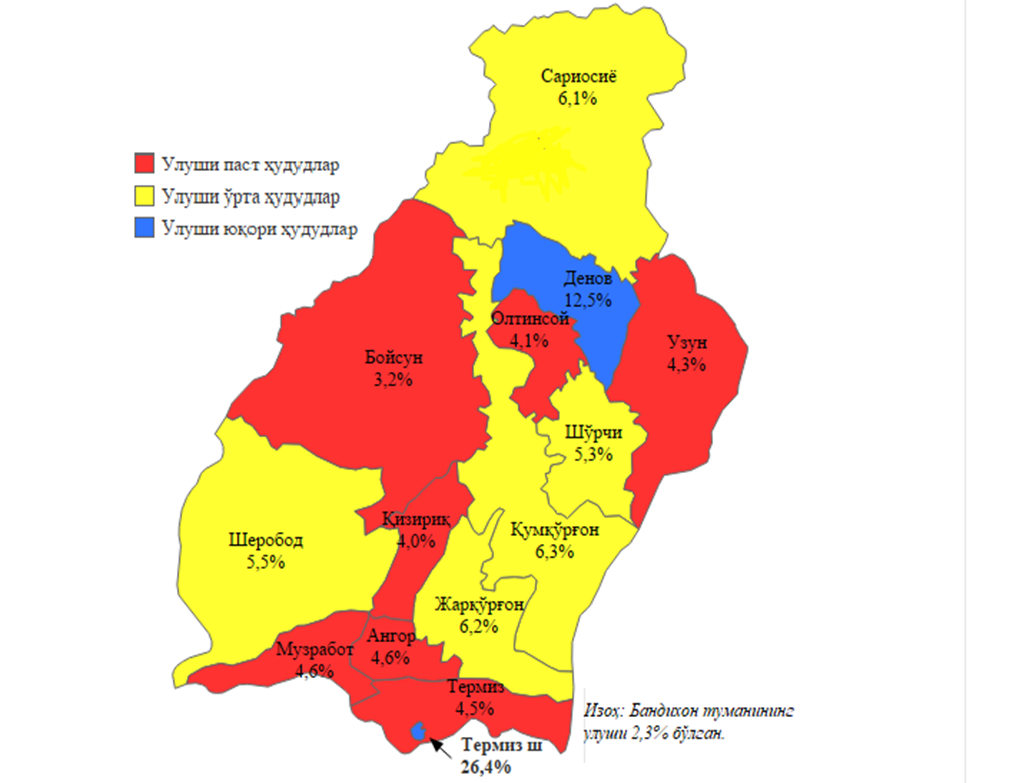 Сариосиё
6,1%
Улуши паст ҳудудлар
Улуши ўрта ҳудудлар
Улуши юқори ҳудудлар
Денов
12,5%
Олтинсой
4,1%
Узун
4,3%
Бойсун
3,2%
Шўрчи
5,3%
Қизириқ
4,0%
Қумқўрғон
6,3%
Шеробод
5,5%
Жарқўрғон
6,2%
Ангор
4,6%
Музработ
4,6%
Термиз
4,5%
Изоҳ: Бандихон туманининг
улуши 2,3% бўлган.
Термиз ш
26,4%